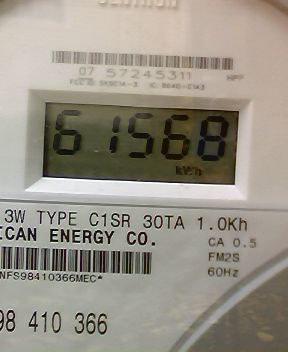 07 57245311
61568
kWh
3W TYPE C1SR 30TA 1.0Kh
ICAN ENERGY CO.
CA 0.5
FM2S
60Hz
NFS98410366MEC*
98 410 366